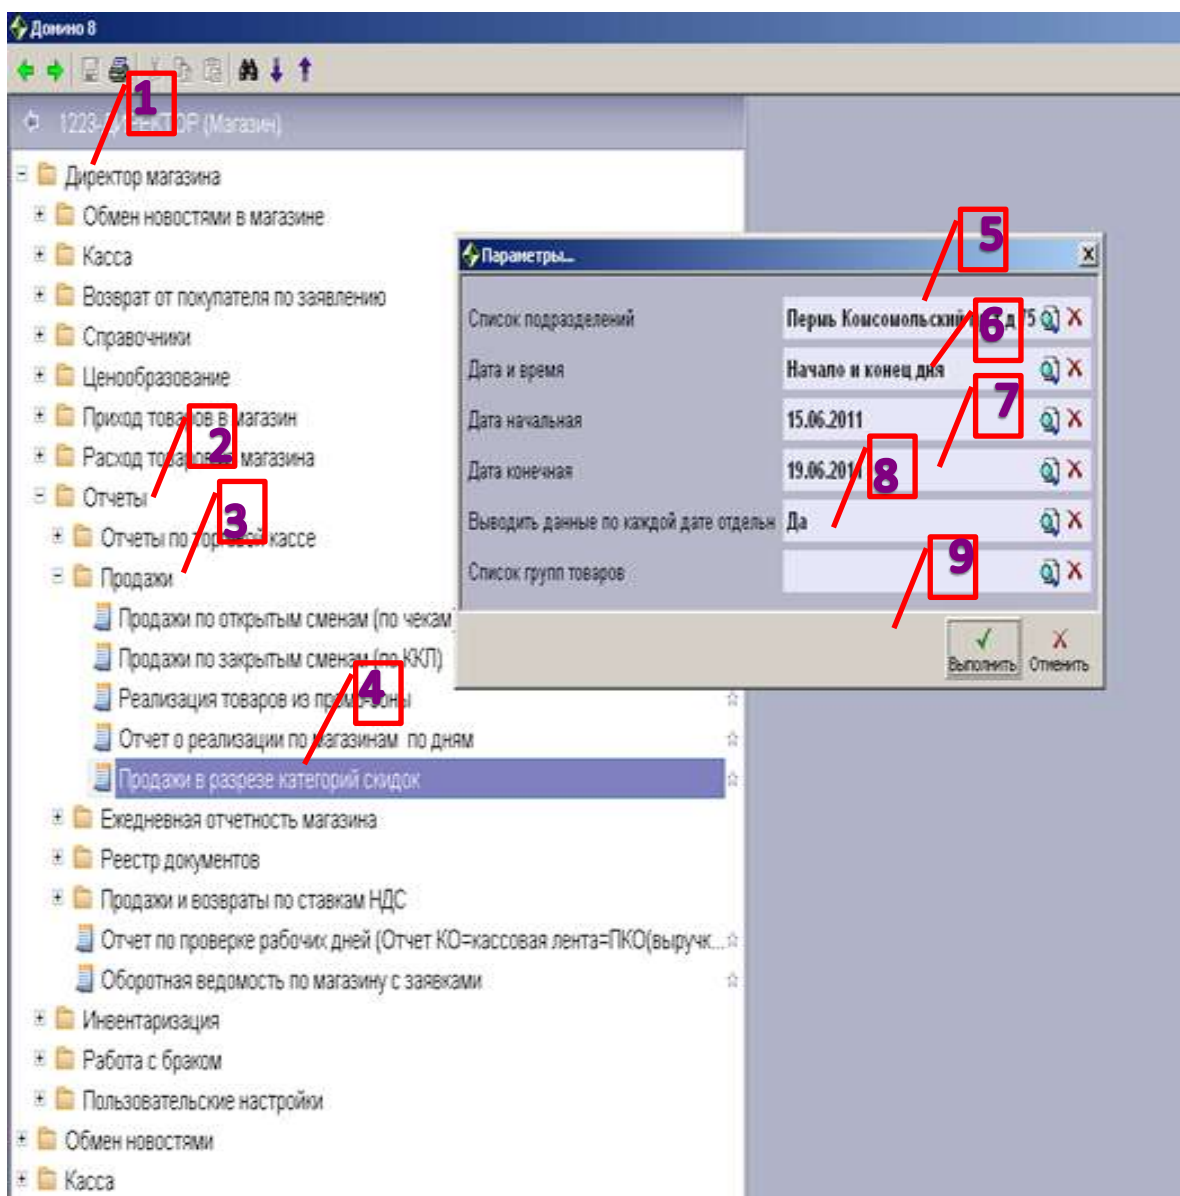 Домино 8
1
1223-ДИРЕКТОР (Магазин)
Директор магазина
Обмен новостями в магазине
Касса
Возврат от покупателя по заявлению
Справочники
Ценообразование
Приход товаров в магазин
2
Расход товаров магазина
Отчеты
3
Отчеты по торговой кассе
Продажи
Продажи по открытым сменам (по чекам
Продажи по закрытым сменам (по ККЛ)
4
Реализация товаров из промо-зоны
Отчет о реализации по магазинам по дням
Продажи в разрезе категорий скидок
Ежедневная отчетность магазина
Реестр документов
Продажи и возвраты по ставкам НДС
Отчет по проверке рабочих дней (Отчет КО=кассовая лента=ПКО(выручк...
Оборотная ведомость по магазину с заявками
Инвентаризация
Работа с браком
Пользовательские настройки
Обмен новостями
Касса
5
Параметры...
Список подразделений Пермь Комсомольский д 75
6
Дата и время Начало и конец дня
7
Дата начальная 15.06.2011
8
Дата конечная 19.06.2011
Выводить данные по каждой дате отдельн Да
9
Список групп товаров
Выполнить Отменить